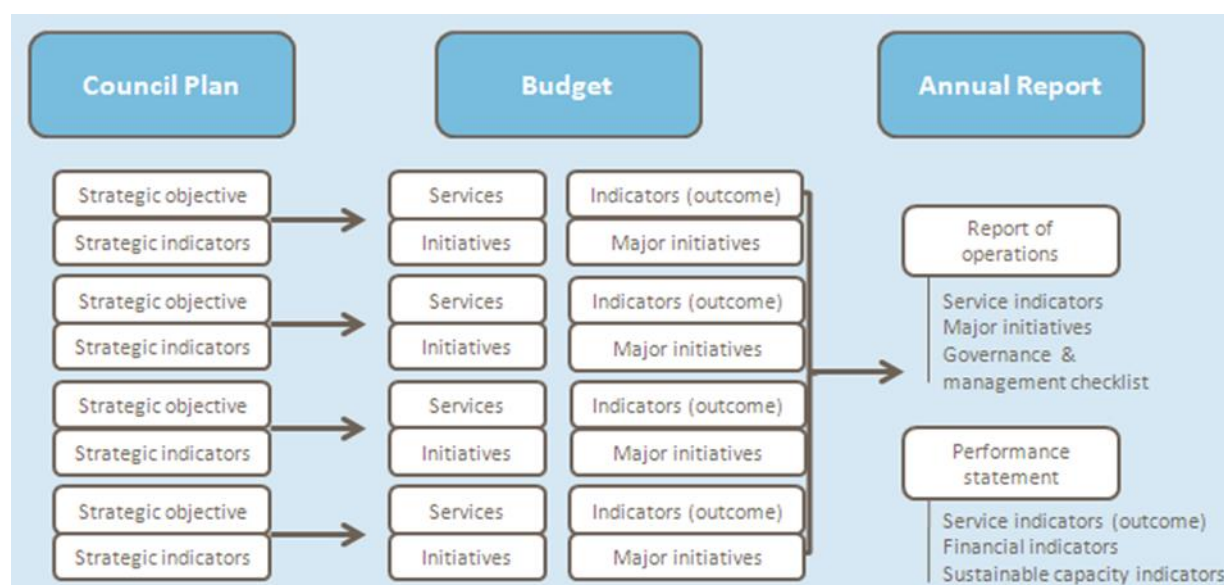 Council Plan
Budget
Annual Report
Strategic objective
Strategic indicators
Strategic objective
Strategic indicators
Strategic objective
Strategic indicators
Strategic objective
Strategic indicators
Services
Initiatives
Services
Initiatives
Services
Initiatives
Services
Initiatives
Indicators (outcome)
Major initiatives
Indicators (outcome)
Major initiatives
Indicators (outcome)
Major initiatives
Indicators (outcome)
Major initiatives
Report of
operations
Service indicators
Major initiatives
Governance &
management checklist
Performance
statement
Service indicators (outcome)
Financial indicators
Sustainable capacity indicators